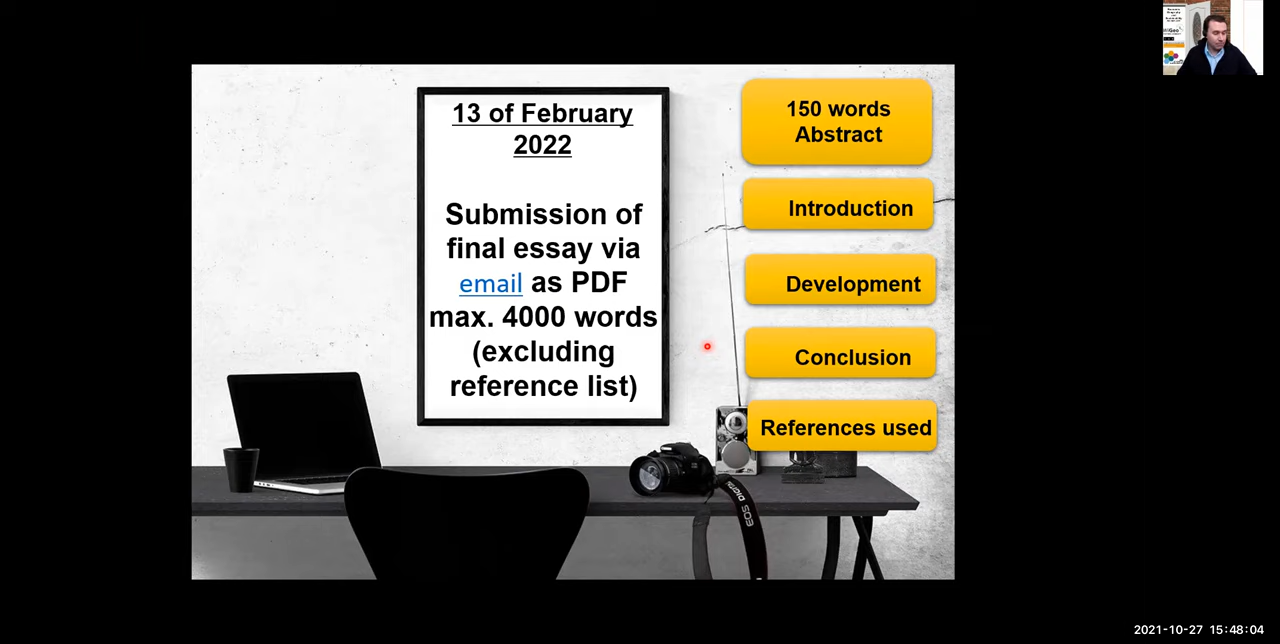 13 of February
2022
Submission of
final essay via
email as PDF
max. 4000 words
(excluding
reference list)
150 words
Abstract
Introduction
Development
Conclusion
References used
EOS DIGITAL
2021-10-27 15:48:04